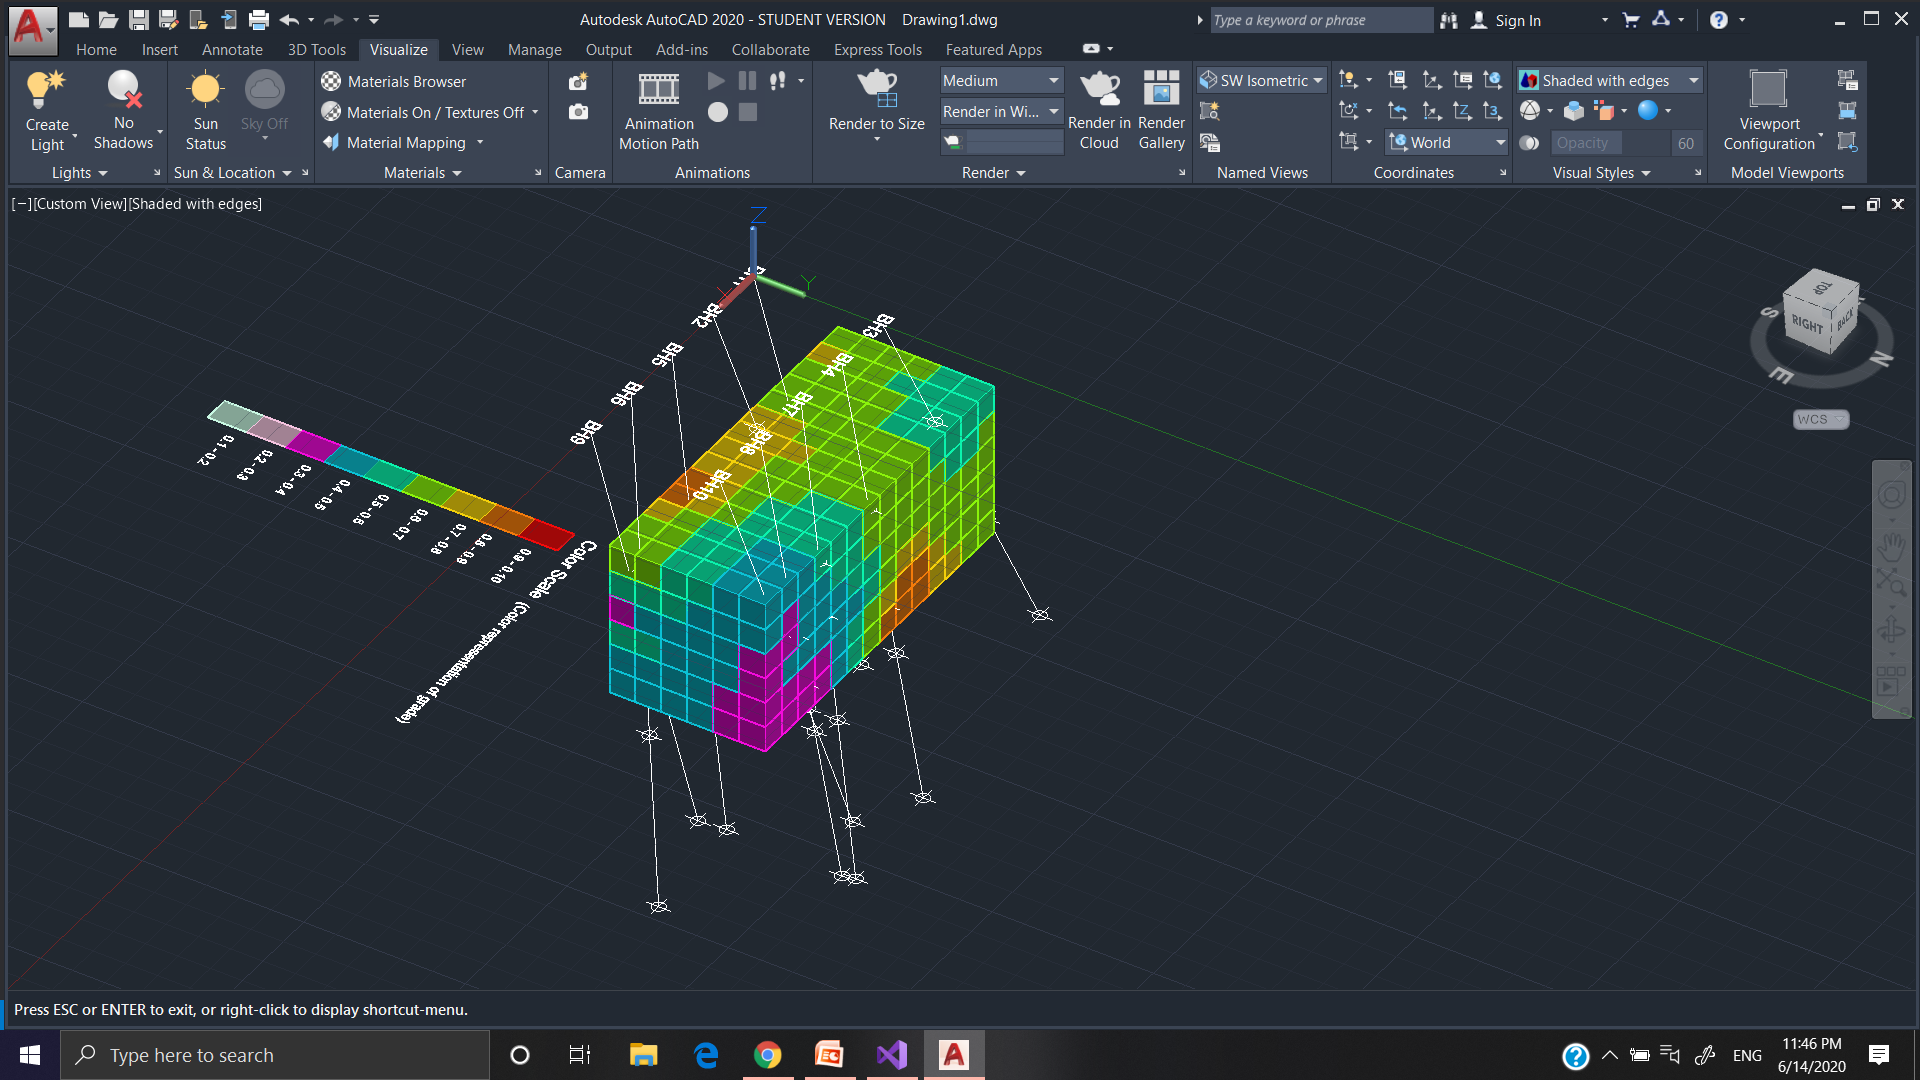 Autodesk AutoCAD 2020 - STUDENT VERSION Drawing1.dwg
Type a keyword or phrase
Sign In
Home Insert Annotate 3D Tools Visualize View Manage Output Add-ins Collaborate Express Tools Featured Apps
Create Light
No Shadows
Lights
Sun Status
Sky Off
Sun & Location
Materials Browser
Materials On / Textures Off
Material Mapping
Materials
Camera
Animation Motion Path
Animations
Render to Size
Medium
Render in Wi...
Render in Cloud
Render Gallery
Render
SW Isometric
Named Views
World
Coordinates
Shaded with edges
Opacity 60
Visual Styles
Viewport Configuration
Model Viewports
[−][Custom View][Shaded with edges]
Z
Y
X
BH2
BH3
BH5
BH4
BH6
BH7
BH9
BH8
BH10
0.1 - 0.2
0.2 - 0.3
0.3 - 0.4
0.4 - 0.5
0.5 - 0.6
0.6 - 0.7
0.7 - 0.8
0.8 - 0.9
0.9 - 0.10
Color Scale (Color representation of grade)
TOP
RIGHT
BACK
S
N
E
WCS
Press ESC or ENTER to exit, or right-click to display shortcut-menu.
Type here to search
ENG
11:46 PM
6/14/2020